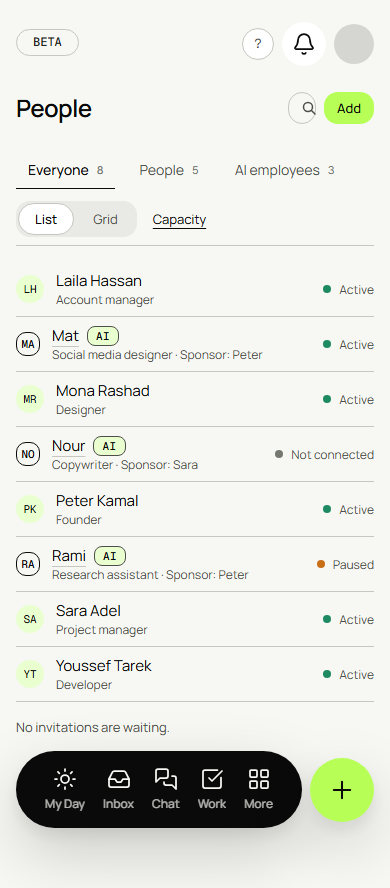 BETA
?
People
Add
Everyone 8
People 5
AI employees 3
List
Grid
Capacity
LH
Laila Hassan
Account manager
Active
MA
Mat AI
Social media designer · Sponsor: Peter
Active
MR
Mona Rashad
Designer
Active
NO
Nour AI
Copywriter · Sponsor: Sara
Not connected
PK
Peter Kamal
Founder
Active
RA
Rami AI
Research assistant · Sponsor: Peter
Paused
SA
Sara Adel
Project manager
Active
YT
Youssef Tarek
Developer
Active
No invitations are waiting.
My Day
Inbox
Chat
Work
More